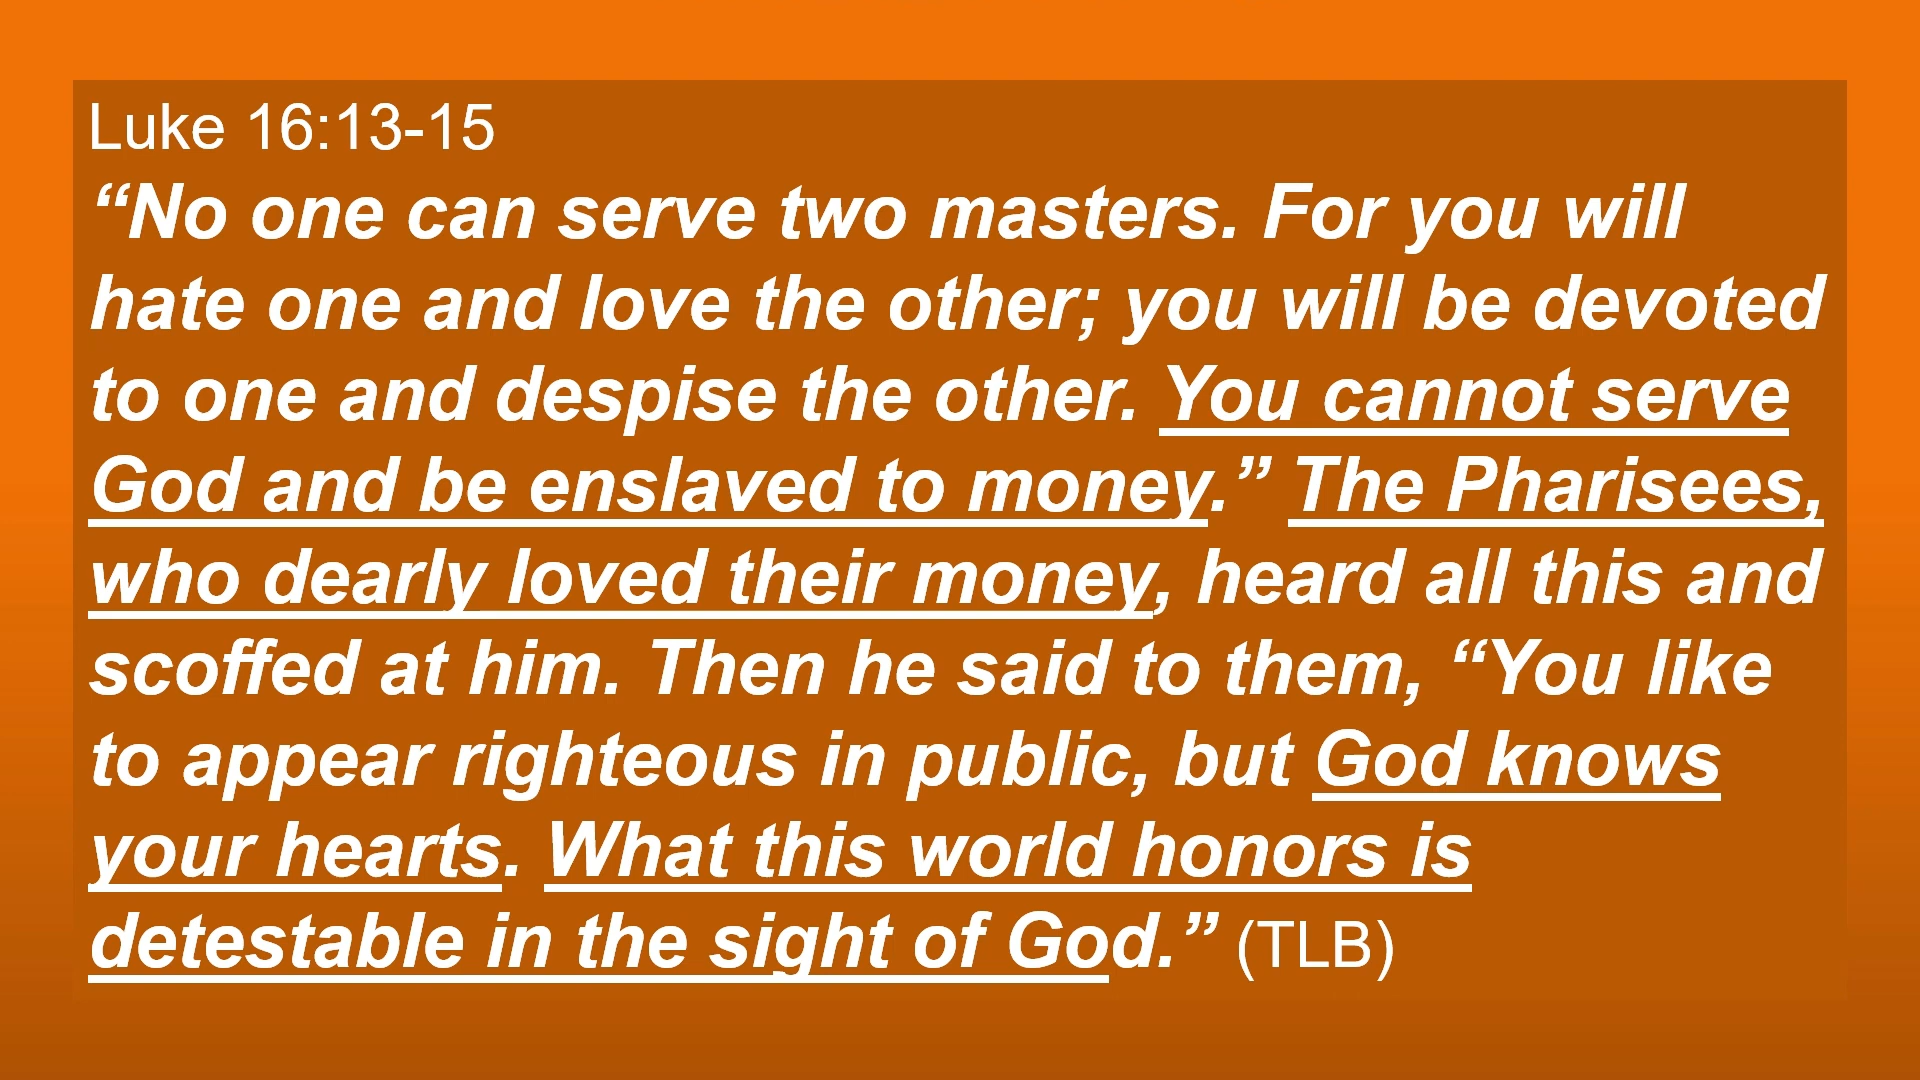 Luke 16:13-15
“No one can serve two masters. For you will
hate one and love the other; you will be devoted
to one and despise the other. You cannot serve
God and be enslaved to money.” The Pharisees,
who dearly loved their money, heard all this and
scoffed at him. Then he said to them, “You like
to appear righteous in public, but God knows
your hearts. What this world honors is
detestable in the sight of God.” (TLB)